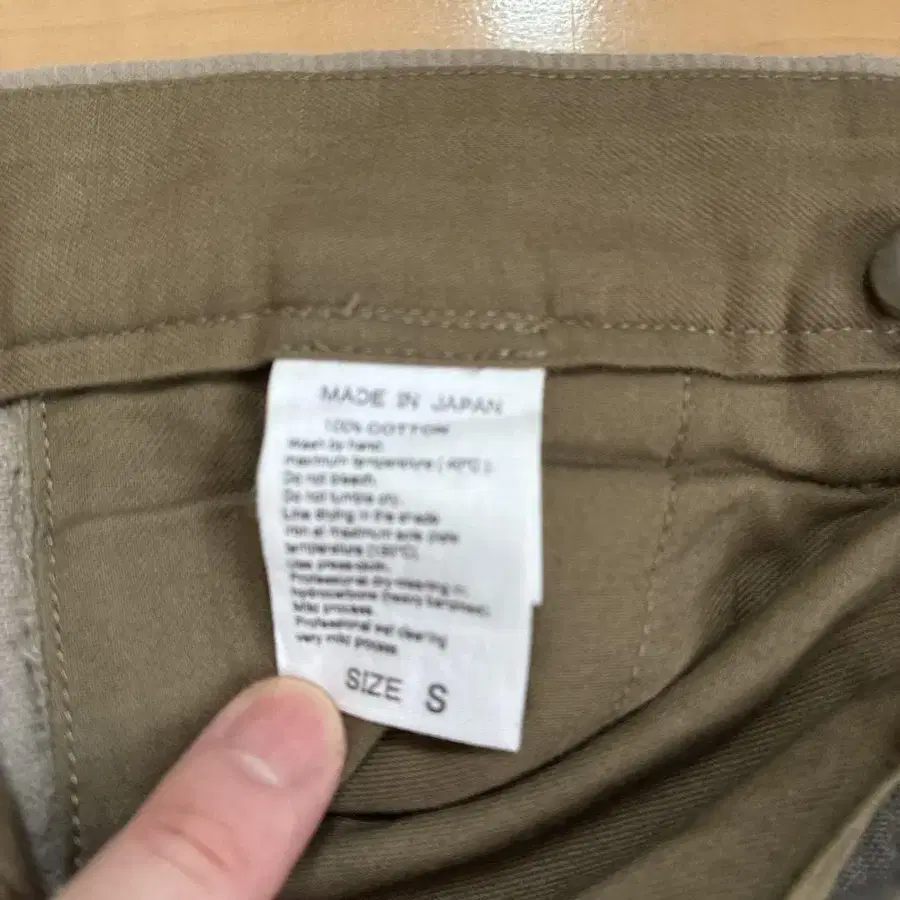 MADE IN JAPAN
100% COTTON
Wash by hand.
maximum temperature ( 40°C ).
Do not bleach.
Do not tumble dry.
Line drying in the shade
Iron at maximum sole plate
temperature (150°C).
Use press-cloth.
Professional dry-cleaning in
hydrocarbons (heavy benzines).
Mild process.
Professional wet cleaning
very mild process.
SIZE S